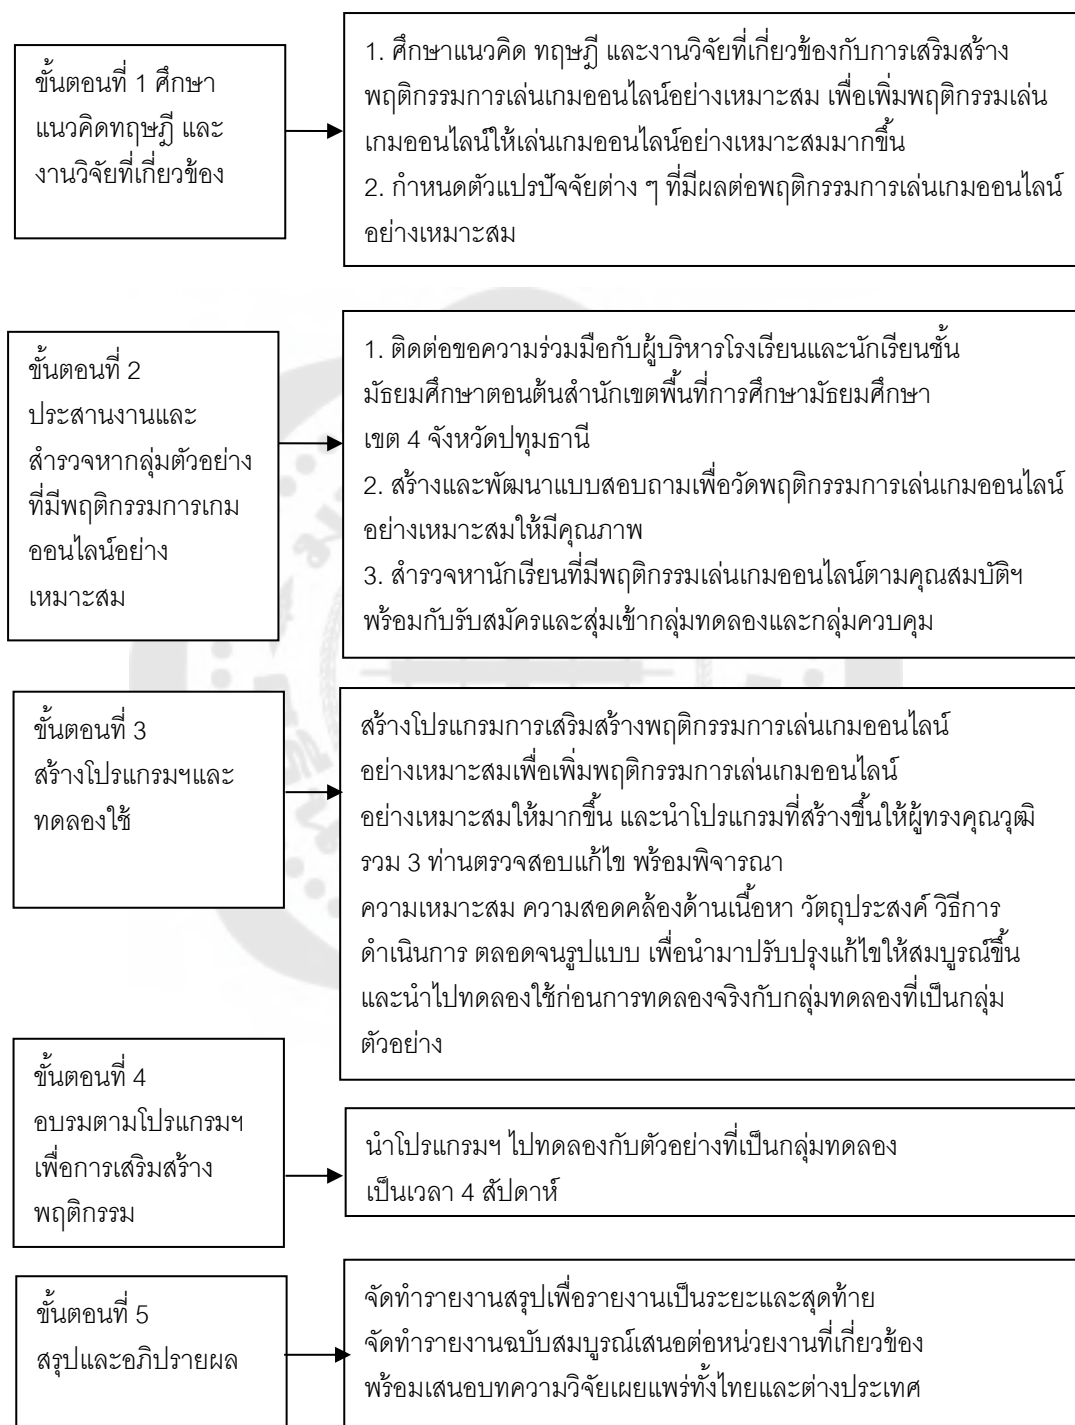 ขั้นตอนที่ 1 ศึกษา
แนวคิดทฤษฎี และ
งานวิจัยที่เกี่ยวข้อง
1. ศึกษาแนวคิด ทฤษฎี และงานวิจัยที่เกี่ยวข้องกับการเสริมสร้าง
พฤติกรรมการเล่นเกมออนไลน์อย่างเหมาะสม เพื่อเพิ่มพฤติกรรมเล่น
เกมออนไลน์ให้เล่นเกมออนไลน์อย่างเหมาะสมมากขึ้น
2. กำหนดตัวแปรปัจจัยต่าง ๆ ที่มีผลต่อพฤติกรรมการเล่นเกมออนไลน์
อย่างเหมาะสม
ขั้นตอนที่ 2
ประสานงานและ
สำรวจหากลุ่มตัวอย่าง
ที่มีพฤติกรรมการเกม
ออนไลน์อย่าง
เหมาะสม
1. ติดต่อขอความร่วมมือกับผู้บริหารโรงเรียนและนักเรียนชั้น
มัธยมศึกษาตอนต้นสำนักเขตพื้นที่การศึกษามัธยมศึกษา
เขต 4 จังหวัดปทุมธานี
2. สร้างและพัฒนาแบบสอบถามเพื่อวัดพฤติกรรมการเล่นเกมออนไลน์
อย่างเหมาะสมให้มีคุณภาพ
3. สำรวจหานักเรียนที่มีพฤติกรรมเล่นเกมออนไลน์ตามคุณสมบัติฯ
พร้อมกับรับสมัครและสุ่มเข้ากลุ่มทดลองและกลุ่มควบคุม
ขั้นตอนที่ 3
สร้างโปรแกรมฯและ
ทดลองใช้
สร้างโปรแกรมการเสริมสร้างพฤติกรรมการเล่นเกมออนไลน์
อย่างเหมาะสมเพื่อเพิ่มพฤติกรรมการเล่นเกมออนไลน์
อย่างเหมาะสมให้มากขึ้น และนำโปรแกรมที่สร้างขึ้นให้ผู้ทรงคุณวุฒิ
รวม 3 ท่านตรวจสอบแก้ไข พร้อมพิจารณา
ความเหมาะสม ความสอดคล้องด้านเนื้อหา วัตถุประสงค์ วิธีการ
ดำเนินการ ตลอดจนรูปแบบ เพื่อนำมาปรับปรุงแก้ไขให้สมบูรณ์ขึ้น
และนำไปทดลองใช้ก่อนการทดลองจริงกับกลุ่มทดลองที่เป็นกลุ่ม
ตัวอย่าง
ขั้นตอนที่ 4
อบรมตามโปรแกรมฯ
เพื่อการเสริมสร้าง
พฤติกรรม
นำโปรแกรมฯ ไปทดลองกับตัวอย่างที่เป็นกลุ่มทดลอง
เป็นเวลา 4 สัปดาห์
ขั้นตอนที่ 5
สรุปและอภิปรายผล
จัดทำรายงานสรุปเพื่อรายงานเป็นระยะและสุดท้าย
จัดทำรายงานฉบับสมบูรณ์เสนอต่อหน่วยงานที่เกี่ยวข้อง
พร้อมเสนอบทความวิจัยเผยแพร่ทั้งไทยและต่างประเทศ